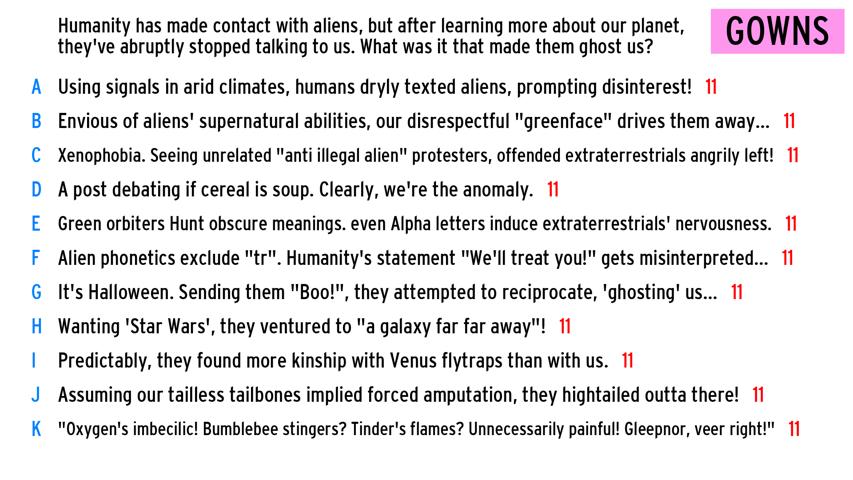 Humanity has made contact with aliens, but after learning more about our planet,
they've abruptly stopped talking to us. What was it that made them ghost us?
GOWNS
A Using signals in arid climates, humans dryly texted aliens, prompting disinterest! 11
B Envious of aliens' supernatural abilities, our disrespectful "greenface" drives them away... 11
C Xenophobia. Seeing unrelated "anti illegal alien" protesters, offended extraterrestrials angrily left! 11
D A post debating if cereal is soup. Clearly, we're the anomaly. 11
E Green orbiters Hunt obscure meanings. even Alpha letters induce extraterrestrials' nervousness. 11
F Alien phonetics exclude "tr". Humanity's statement "We'll treat you!" gets misinterpreted... 11
G It's Halloween. Sending them "Boo!", they attempted to reciprocate, 'ghosting' us... 11
H Wanting 'Star Wars', they ventured to "a galaxy far far away"! 11
I Predictably, they found more kinship with Venus flytraps than with us. 11
J Assuming our tailless tailbones implied forced amputation, they hightailed outta there! 11
K "Oxygen's imbecilic! Bumblebee stingers? Tinder's flames? Unnecessarily painful! Gleepnor, veer right!" 11